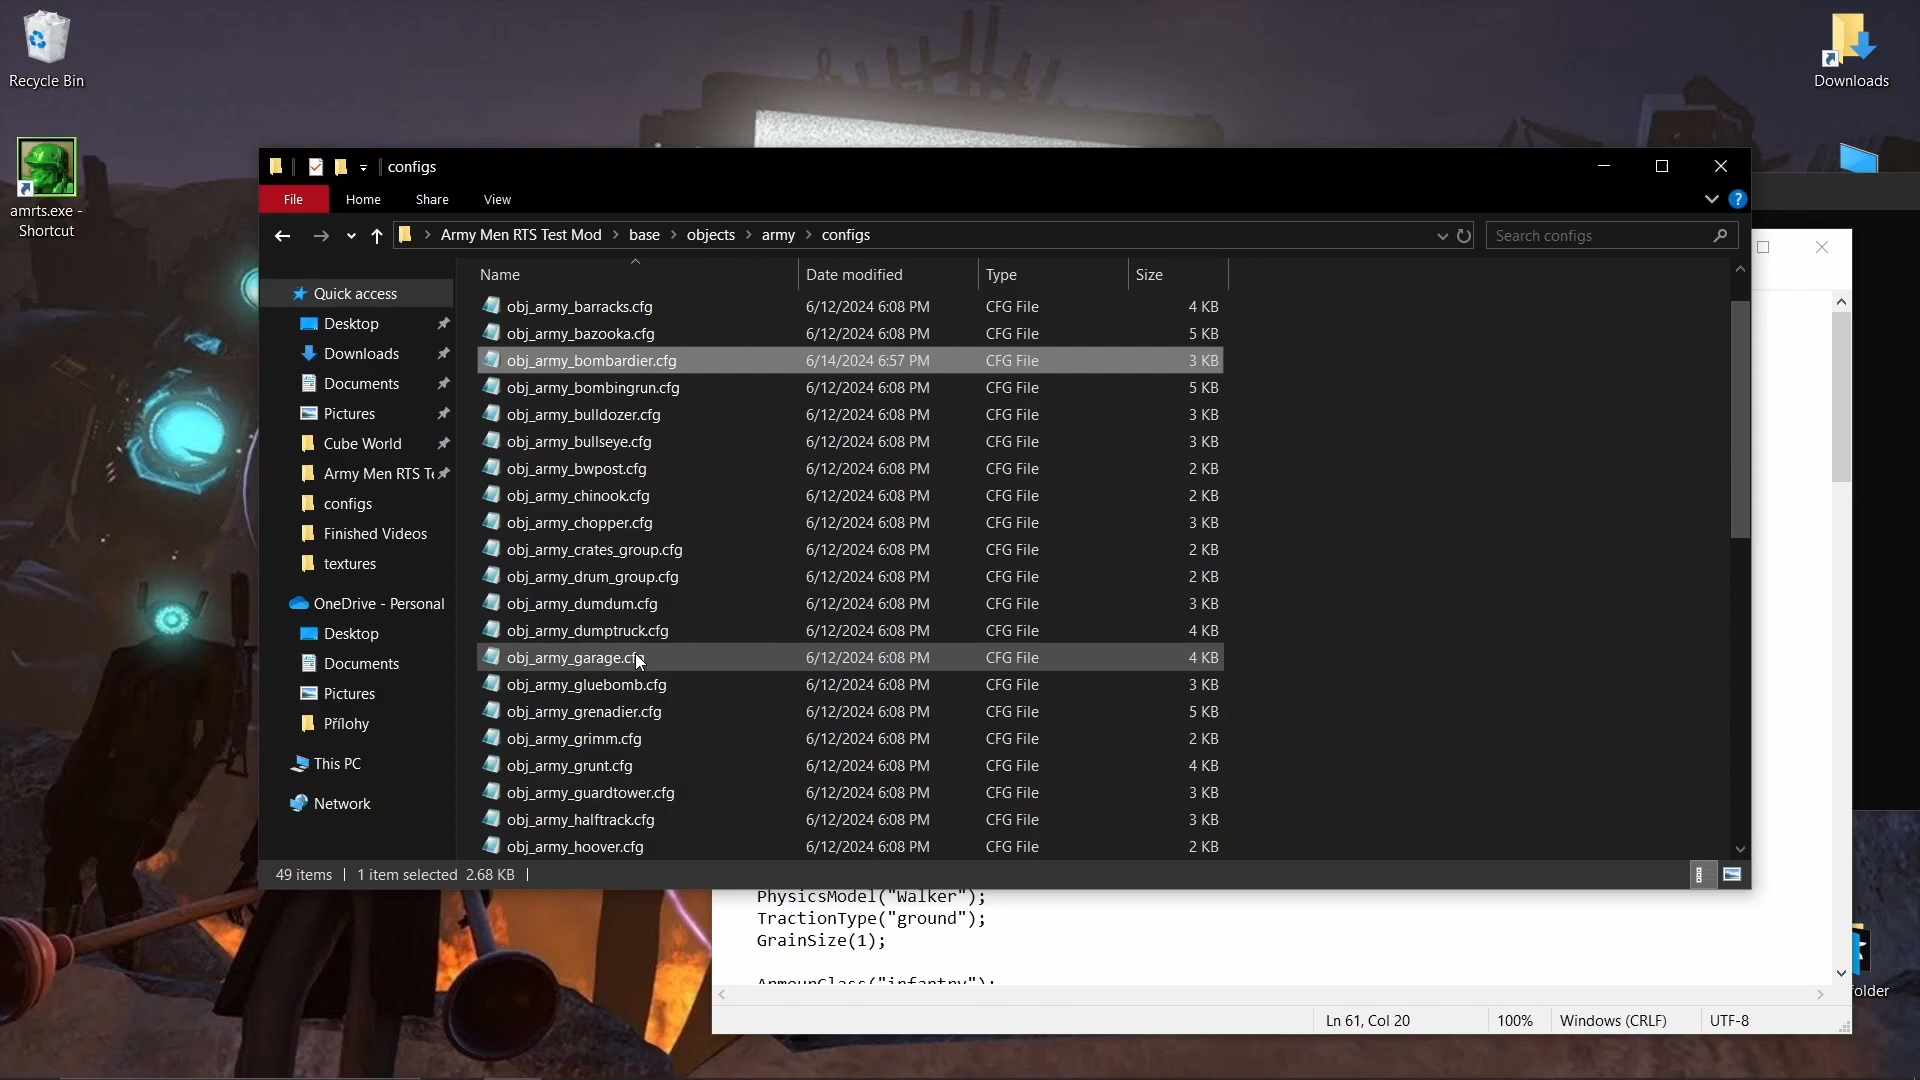 Recycle Bin
Downloads
amrts.exe -
Shortcut
configs
File Home Share View
Army Men RTS Test Mod base objects army configs
Search configs
Name Date modified Type Size
Quick access
Desktop
Downloads
Documents
Pictures
Cube World
Army Men RTS
configs
Finished Videos
textures
OneDrive - Personal
Desktop
Documents
Pictures
Přílohy
This PC
Network
obj_army_barracks.cfg 6/12/2024 6:08 PM CFG File 4 KB
obj_army_bazooka.cfg 6/12/2024 6:08 PM CFG File 5 KB
obj_army_bombardier.cfg 6/14/2024 6:57 PM CFG File 3 KB
obj_army_bombingrun.cfg 6/12/2024 6:08 PM CFG File 5 KB
obj_army_bulldozer.cfg 6/12/2024 6:08 PM CFG File 3 KB
obj_army_bullseye.cfg 6/12/2024 6:08 PM CFG File 3 KB
obj_army_bwpost.cfg 6/12/2024 6:08 PM CFG File 2 KB
obj_army_chinook.cfg 6/12/2024 6:08 PM CFG File 2 KB
obj_army_chopper.cfg 6/12/2024 6:08 PM CFG File 3 KB
obj_army_crates_group.cfg 6/12/2024 6:08 PM CFG File 2 KB
obj_army_drum_group.cfg 6/12/2024 6:08 PM CFG File 2 KB
obj_army_dumdum.cfg 6/12/2024 6:08 PM CFG File 3 KB
obj_army_dumptruck.cfg 6/12/2024 6:08 PM CFG File 4 KB
obj_army_garage.cfg 6/12/2024 6:08 PM CFG File 4 KB
obj_army_gluebomb.cfg 6/12/2024 6:08 PM CFG File 3 KB
obj_army_grenadier.cfg 6/12/2024 6:08 PM CFG File 5 KB
obj_army_grimm.cfg 6/12/2024 6:08 PM CFG File 2 KB
obj_army_grunt.cfg 6/12/2024 6:08 PM CFG File 4 KB
obj_army_guardtower.cfg 6/12/2024 6:08 PM CFG File 3 KB
obj_army_halftrack.cfg 6/12/2024 6:08 PM CFG File 3 KB
obj_army_hoover.cfg 6/12/2024 6:08 PM CFG File 2 KB
49 items 1 item selected 2.68 KB
PhysicsModel("Walker");
TractionType("ground");
GrainSize(1);
ArmourClass("infantry");
folder
Ln 61, Col 20 100% Windows (CRLF) UTF-8